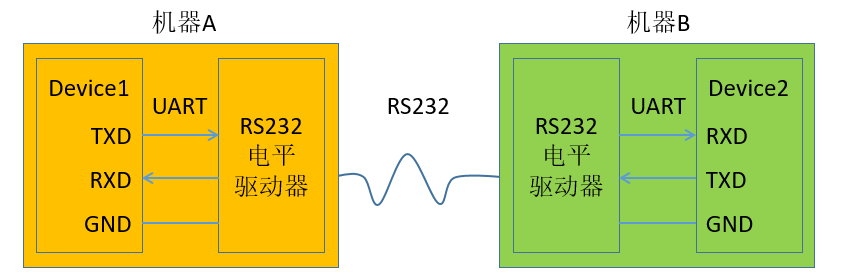 机器A
机器B
Device1
UART
TXD
RXD
GND
RS232
电平
驱动器
RS232
RS232
电平
驱动器
UART
Device2
RXD
TXD
GND